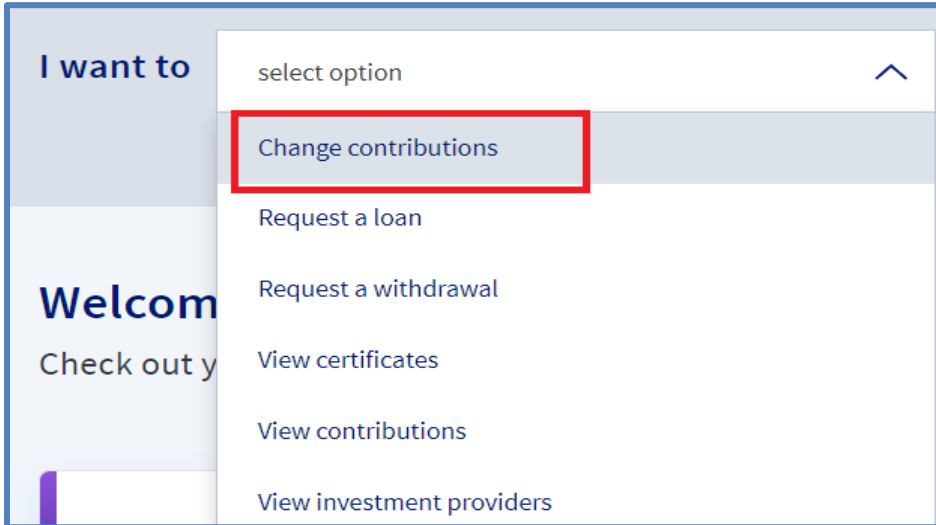 I want to
select option
Change contributions
Request a loan
Request a withdrawal
Welcom
Check out y
View certificates
View contributions
View investment providers